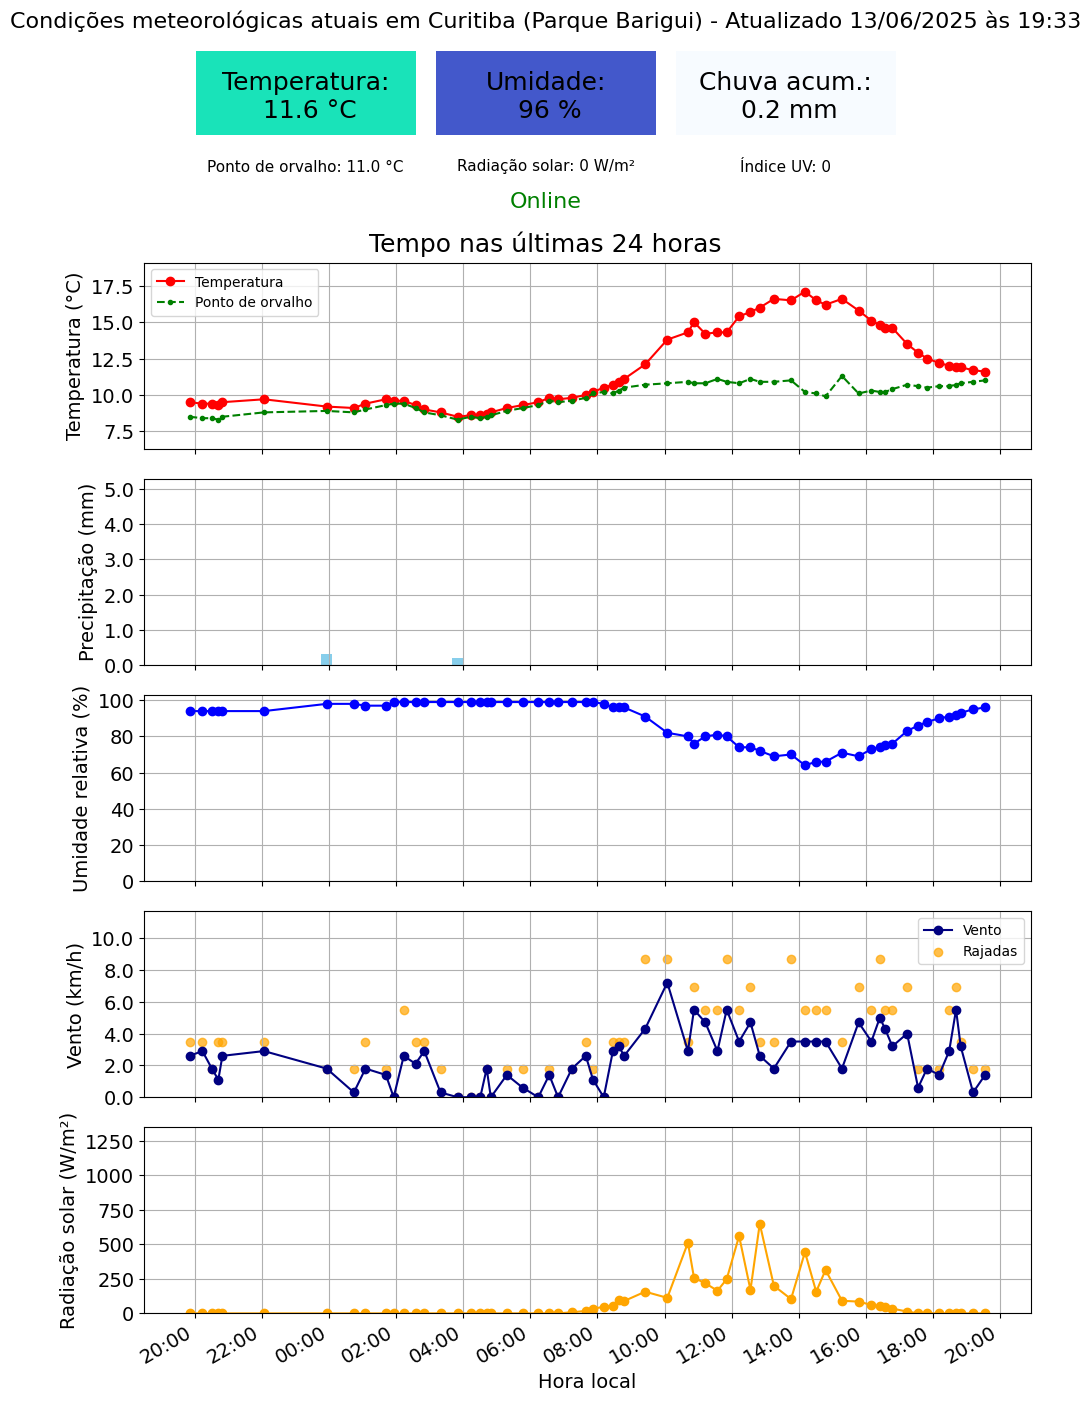 Condições meteorológicas atuais em Curitiba (Parque Barigui) - Atualizado 13/06/2025 às 19:33
Temperatura:
11.6 °C
Umidade:
96 %
Chuva acum.:
0.2 mm
Ponto de orvalho: 11.0 °C
Radiação solar: 0 W/m²
Índice UV: 0
Online
Tempo nas últimas 24 horas
Temperatura (°C)
17.5
15.0
12.5
10.0
7.5
Temperatura
Ponto de orvalho
Precipitação (mm)
5.0
4.0
3.0
2.0
1.0
0.0
Umidade relativa (%)
100
80
60
40
20
0
Vento (km/h)
10.0
8.0
6.0
4.0
2.0
0.0
Vento
Rajadas
Radiação solar (W/m²)
1250
1000
750
500
250
0
20:00
22:00
00:00
02:00
04:00
06:00
08:00
10:00
12:00
14:00
16:00
18:00
20:00
Hora local